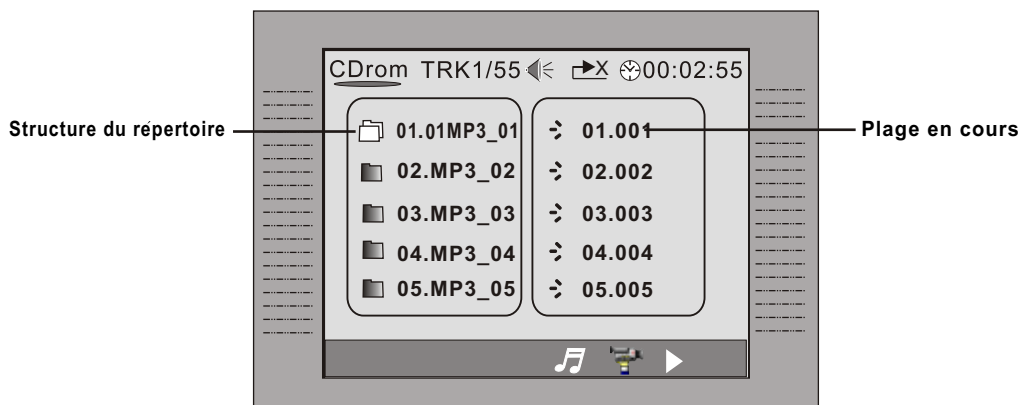 CDrom TRK1/55 X 00:02:55
Structure du répertoire
Plage en cours
01.01MP3_01 01.001
02.MP3_02 02.002
03.MP3_03 03.003
04.MP3_04 04.004
05.MP3_05 05.005